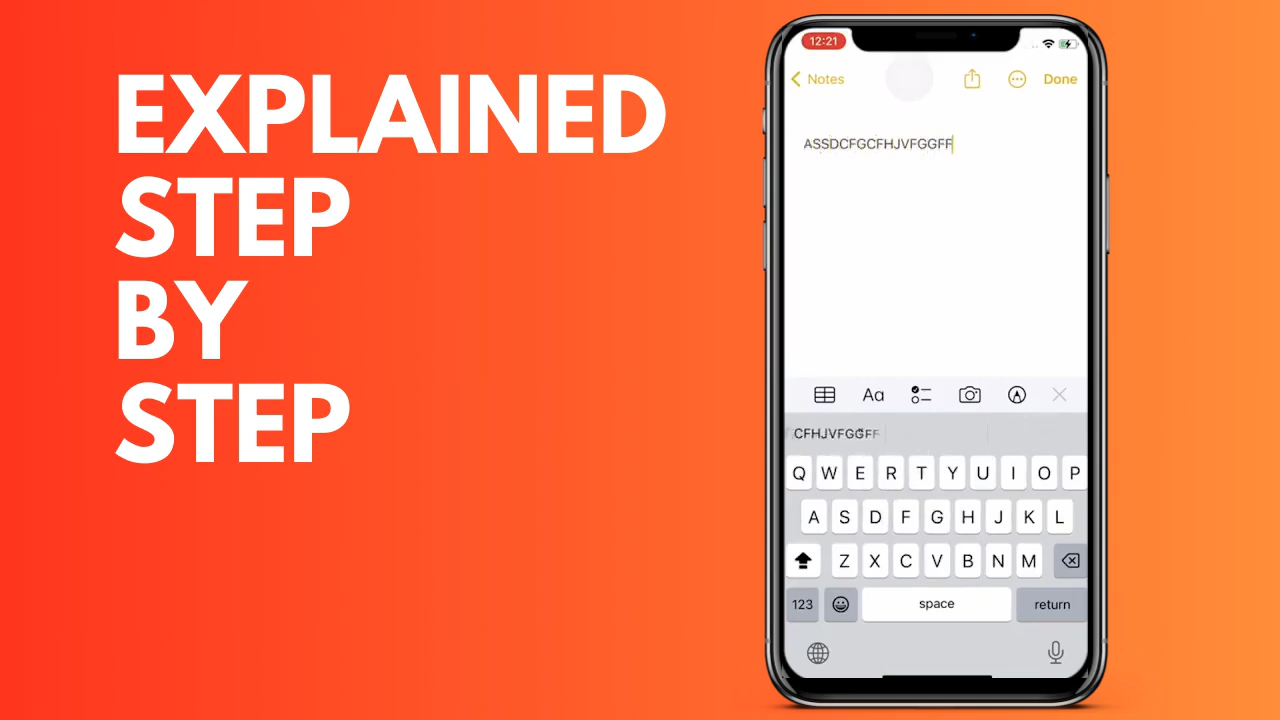 EXPLAINED
STEP
BY
STEP
12:21
Notes
Done
ASSDCFGCFHJVFGGFF
Aa
CFHJVFGGFF
Q W E R T Y U I O P
A S D F G H J K L
Z X C V B N M
123 space return